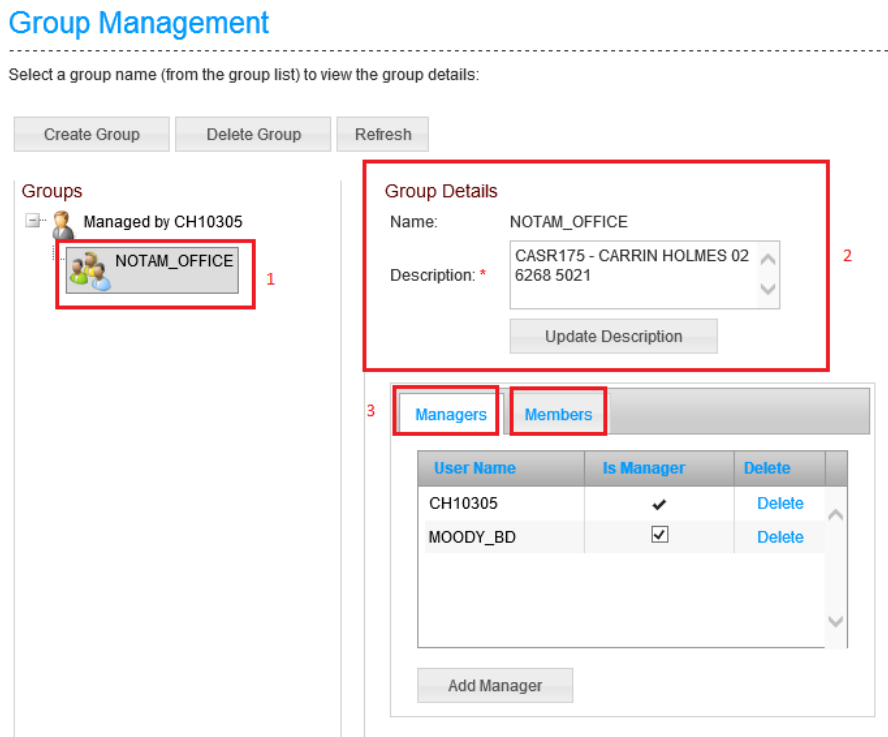 Group Management
Select a group name (from the group list) to view the group details:
Create Group Delete Group Refresh
Groups
Managed by CH10305
NOTAM_OFFICE
1
Group Details
Name: NOTAM_OFFICE
Description: * CASR175 - CARRIN HOLMES 02
6268 5021
Update Description
2
3
Managers Members
User Name Is Manager Delete
CH10305 Delete
MOODY_BD Delete
Add Manager